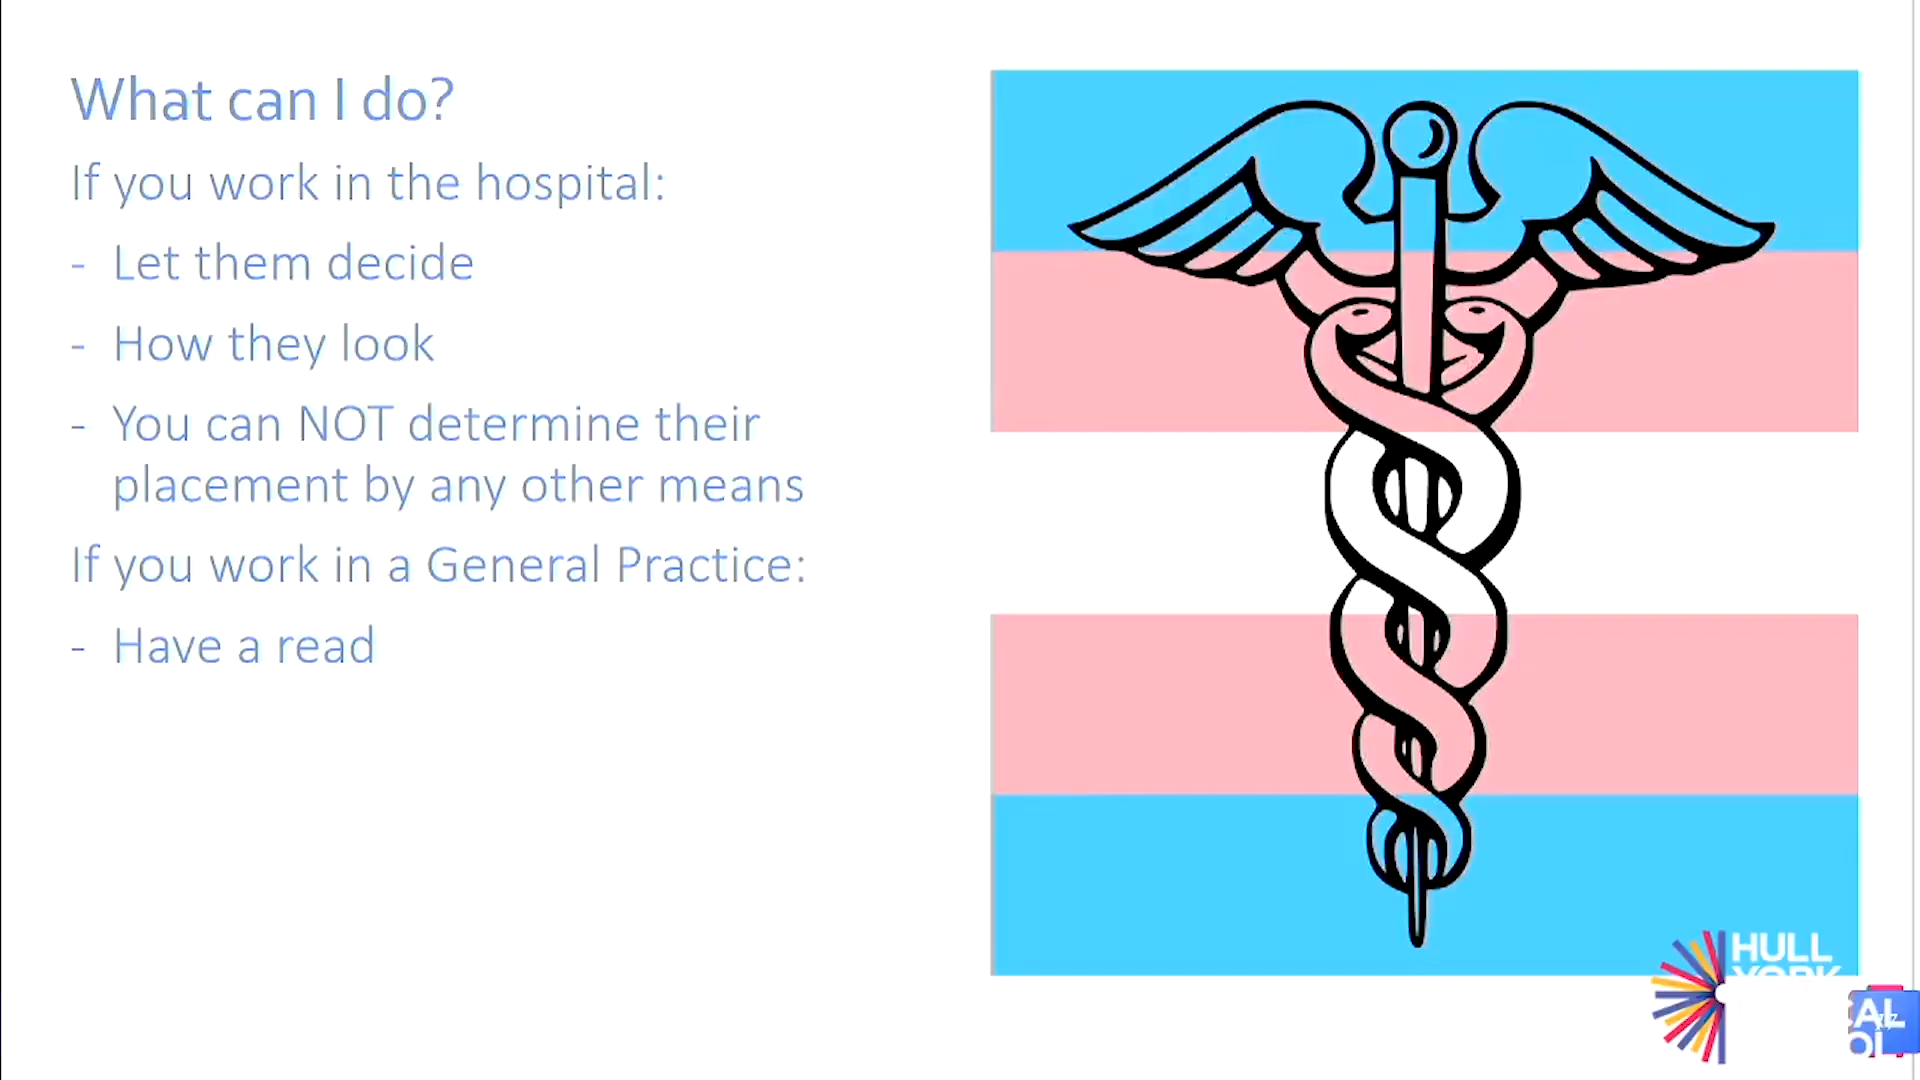 What can I do?
If you work in the hospital:
- Let them decide
- How they look
- You can NOT determine their
placement by any other means
If you work in a General Practice:
- Have a read
HULL
YORK